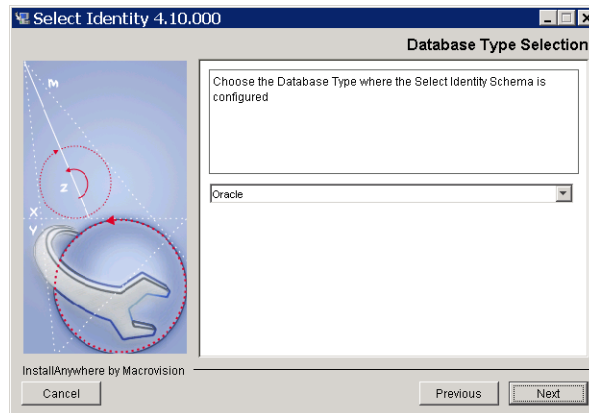 Select Identity 4.10.000
Database Type Selection
Choose the Database Type where the Select Identity Schema is
configured
M
Z
X
Y
Oracle
InstallAnywhere by Macrovision
Cancel
Previous
Next